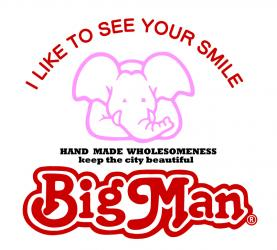 I LIKE TO SEE YOUR SMILE
HAND MADE WHOLESOMENESS
keep the city beautiful
BigMan®